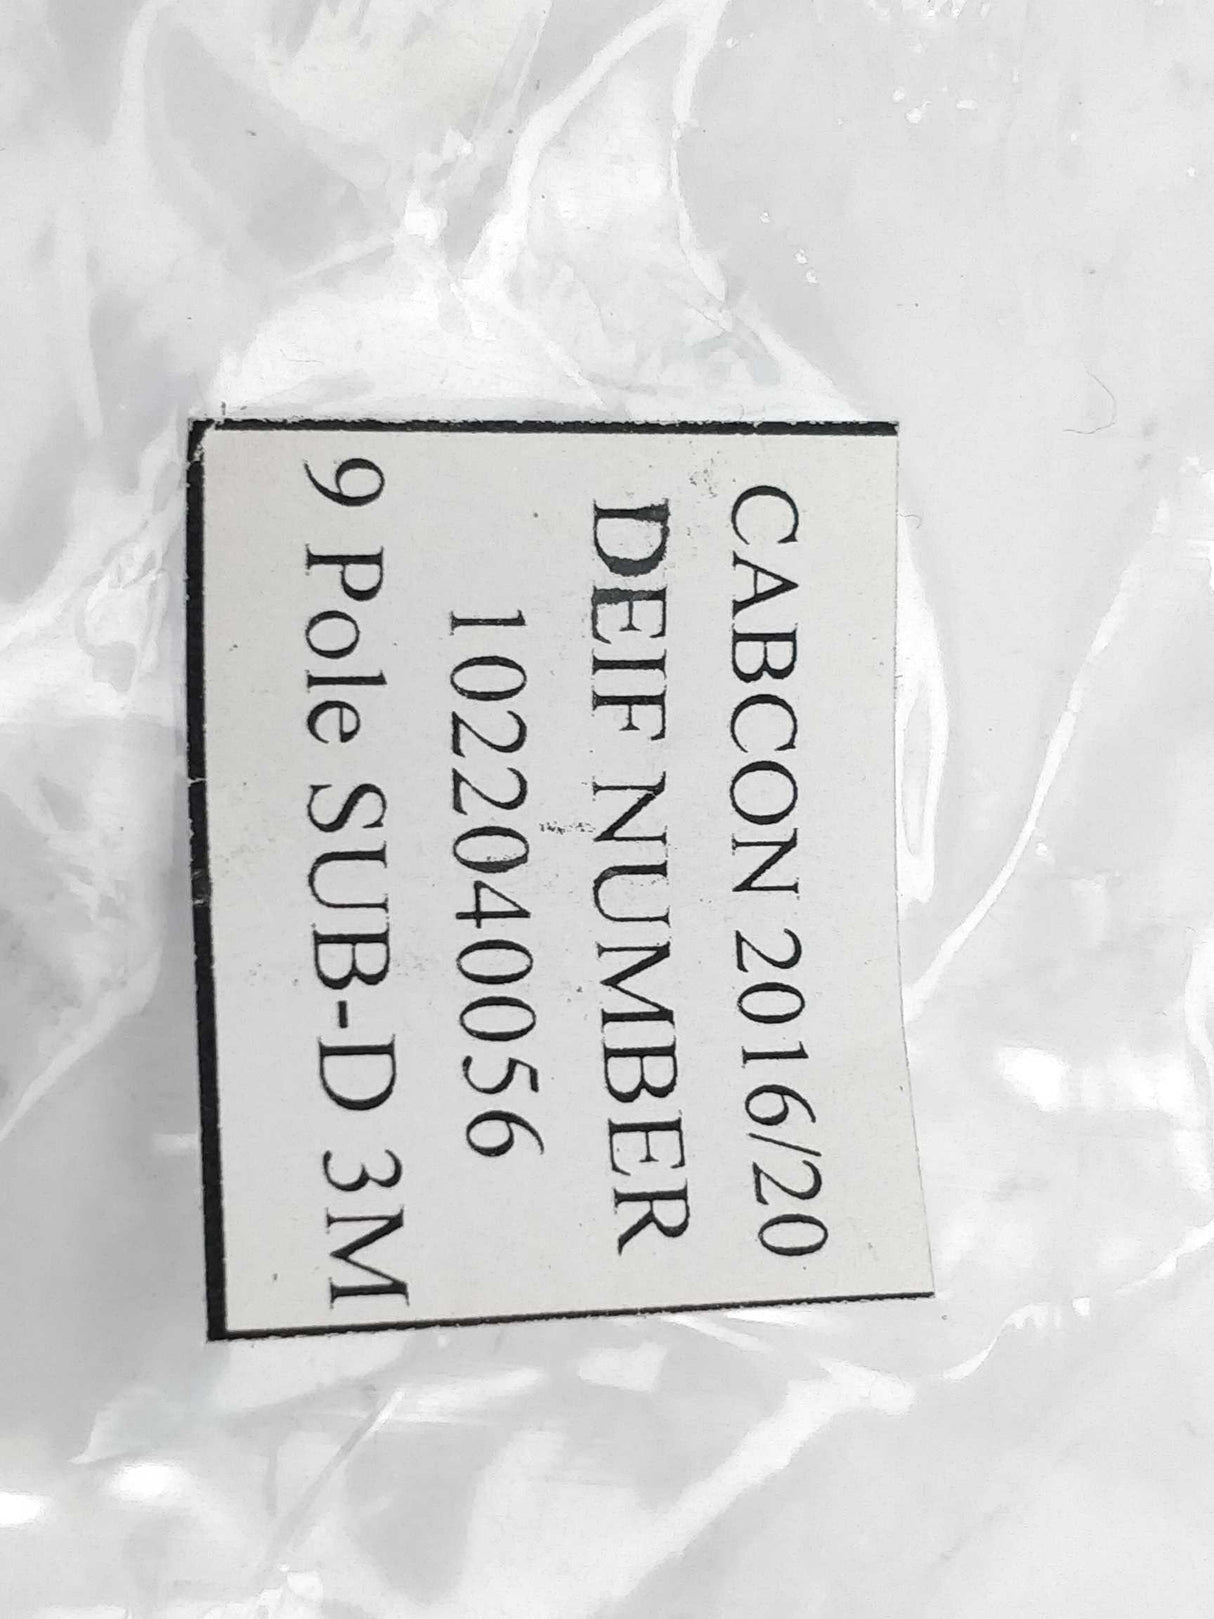 CABCON 2016/20
DEIF NUMBER
1022040056
9 Pole SUB-D 3M